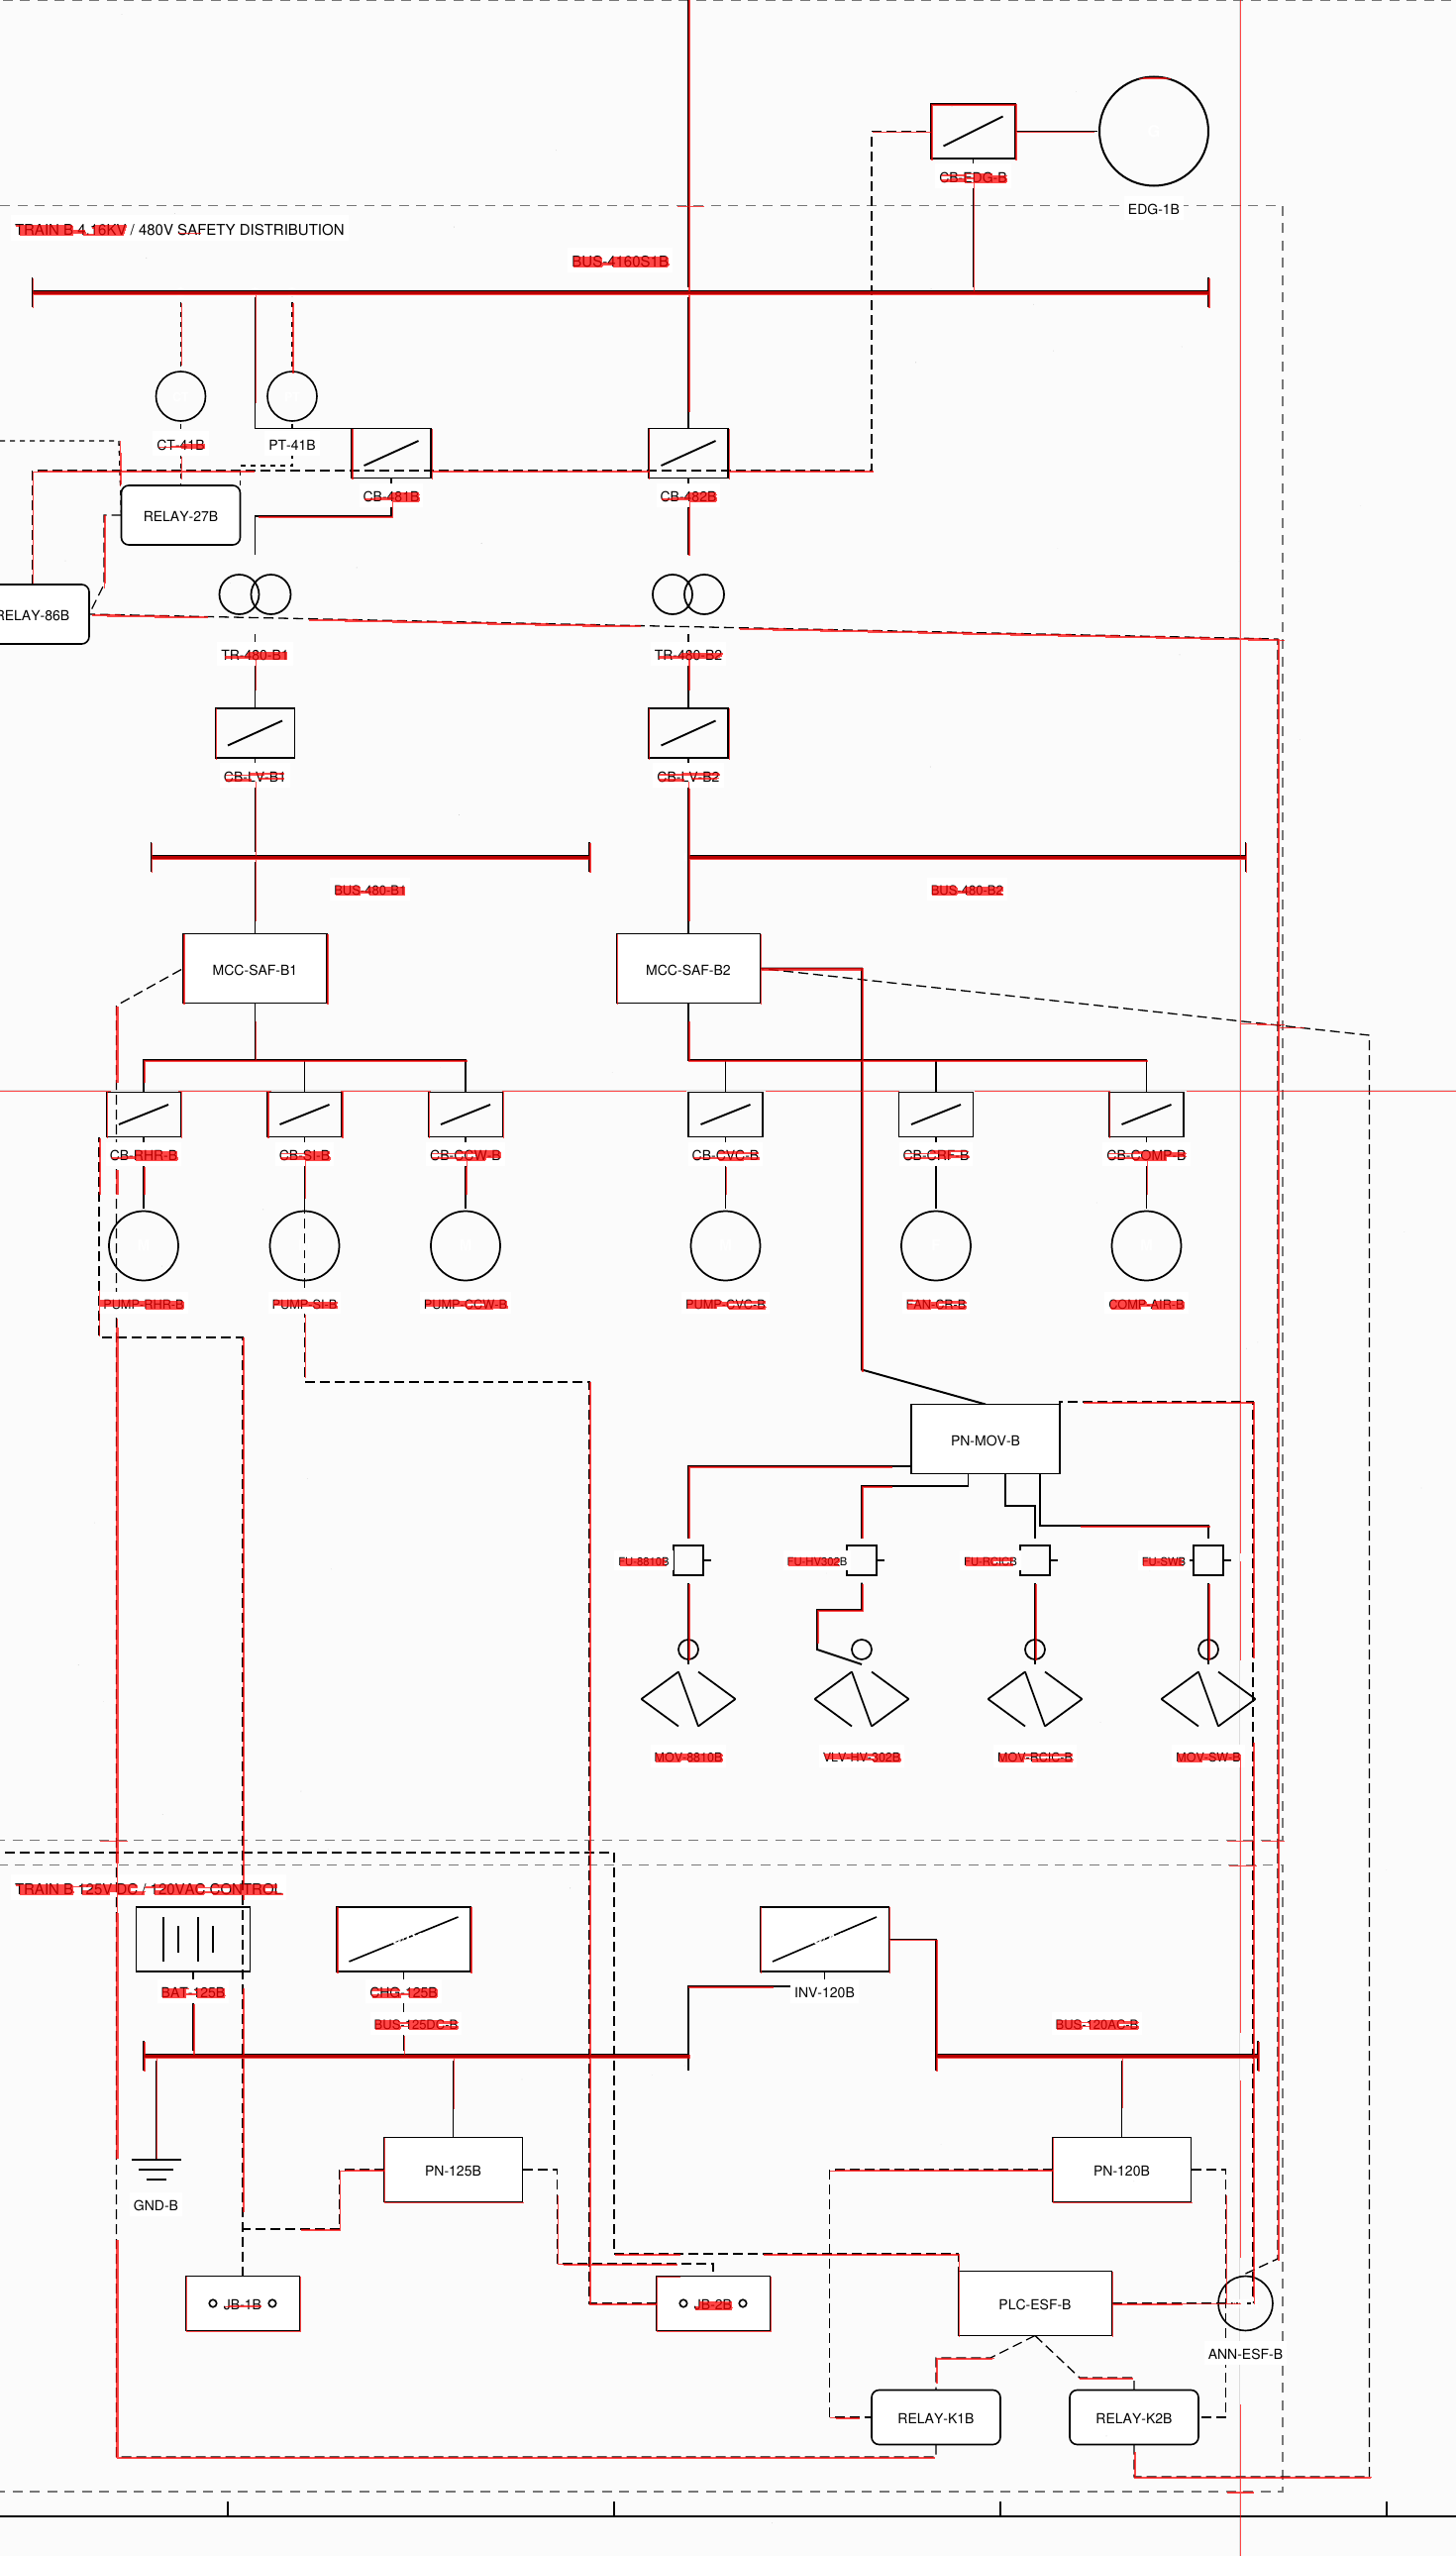 CB-EDG-B
EDG-1B
TRAIN B 4.16KV / 480V SAFETY DISTRIBUTION
BUS-4160S1B
CT-41B
PT-41B
CB-481B
CB-482B
RELAY-27B
RELAY-86B
TR-480-B1
TR-480-B2
CB-LV-B1
CB-LV-B2
BUS-480-B1
BUS-480-B2
MCC-SAF-B1
MCC-SAF-B2
CB-RHR-B
CB-SI-B
CB-CCW-B
CB-CVC-B
CB-CRF-B
CB-COMP-B
PUMP-RHR-B
PUMP-SI-B
PUMP-CCW-B
PUMP-CVC-B
FAN-CR-B
COMP-AIR-B
PN-MOV-B
FU-8810B
FU-HV302B
FU-RCICB
FU-SWB
MOV-8810B
VLV-HV-302B
MOV-RCIC-B
MOV-SW-B
TRAIN B 125V DC / 120VAC CONTROL
BAT-125B
CHG-125B
INV-120B
BUS-125DC-B
BUS-120AC-B
PN-125B
PN-120B
GND-B
JB-1B
JB-2B
PLC-ESF-B
ANN-ESF-B
RELAY-K1B
RELAY-K2B